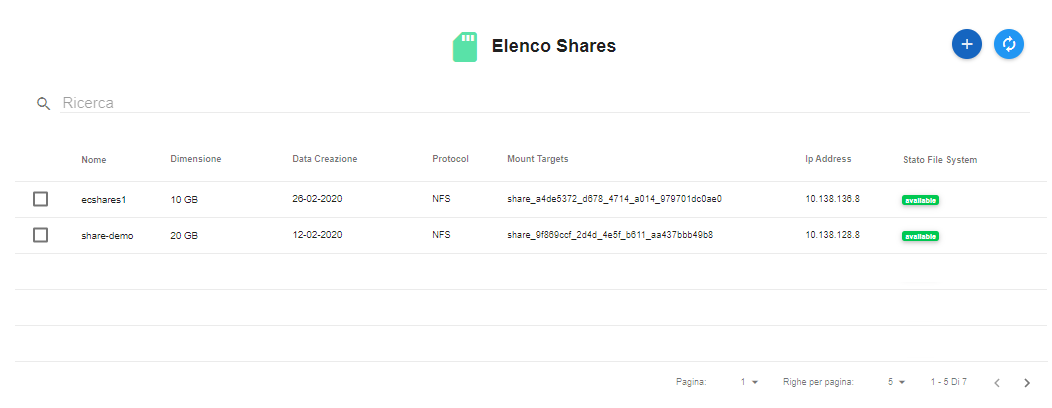 Elenco Shares
Ricerca
Nome Dimensione Data Creazione Protocol Mount Targets Ip Address Stato File System
ecshares1 10 GB 26-02-2020 NFS share_a4de5372_d678_4714_a014_979701dc0ae0 10.138.136.8 available
share-demo 20 GB 12-02-2020 NFS share_9f869ccf_2d4d_4e5f_b611_aa437bbb49b8 10.138.128.8 available
Pagina: 1 Righe per pagina: 5 1 - 5 Di 7